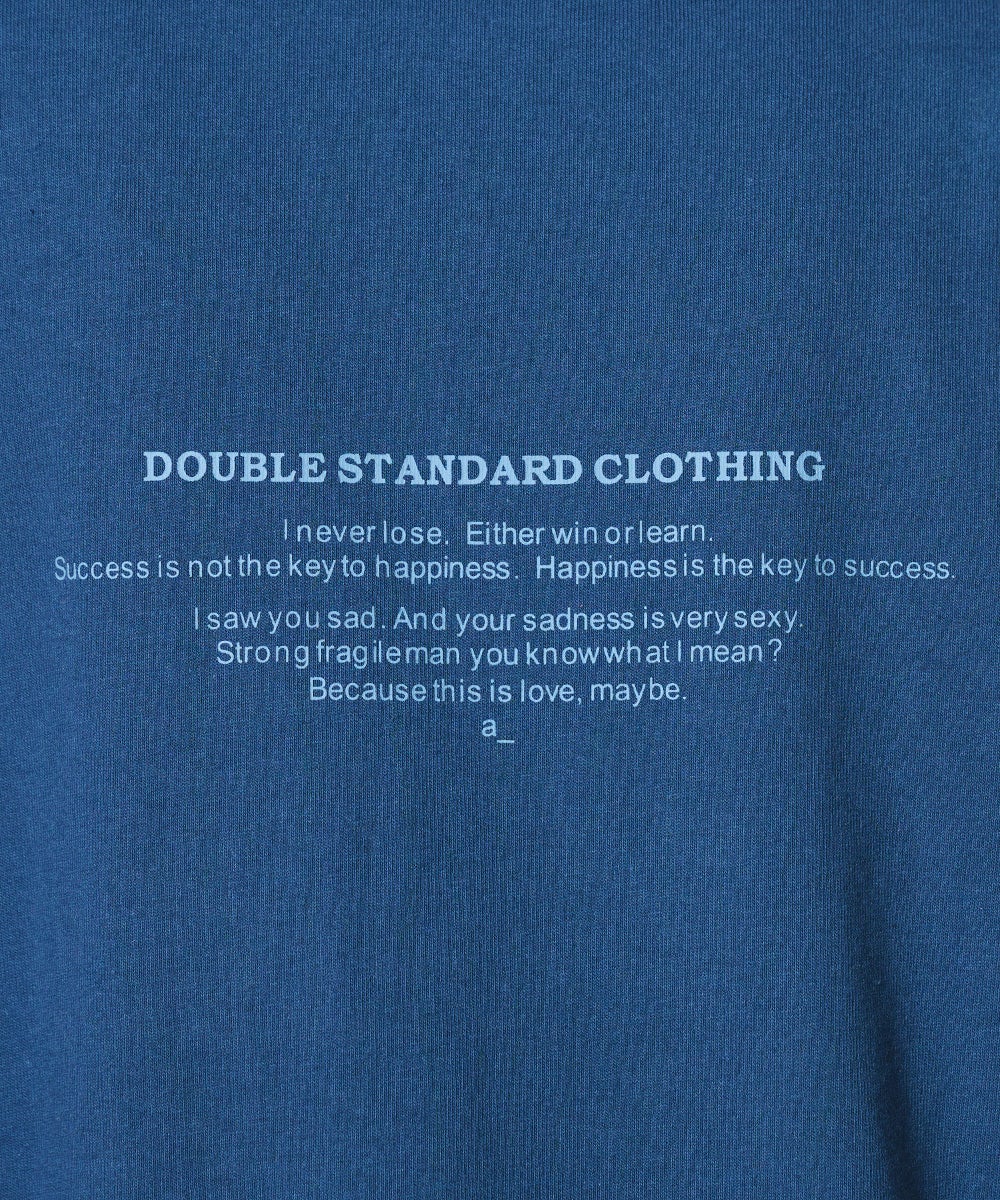 DOUBLE STANDARD CLOTHING
I never lose. Either win or learn.
Success is not the key to happiness. Happiness is the key to success.
I saw you sad. And your sadness is very sexy.
Strong fragile man you know what I mean?
Because this is love, maybe.
a_